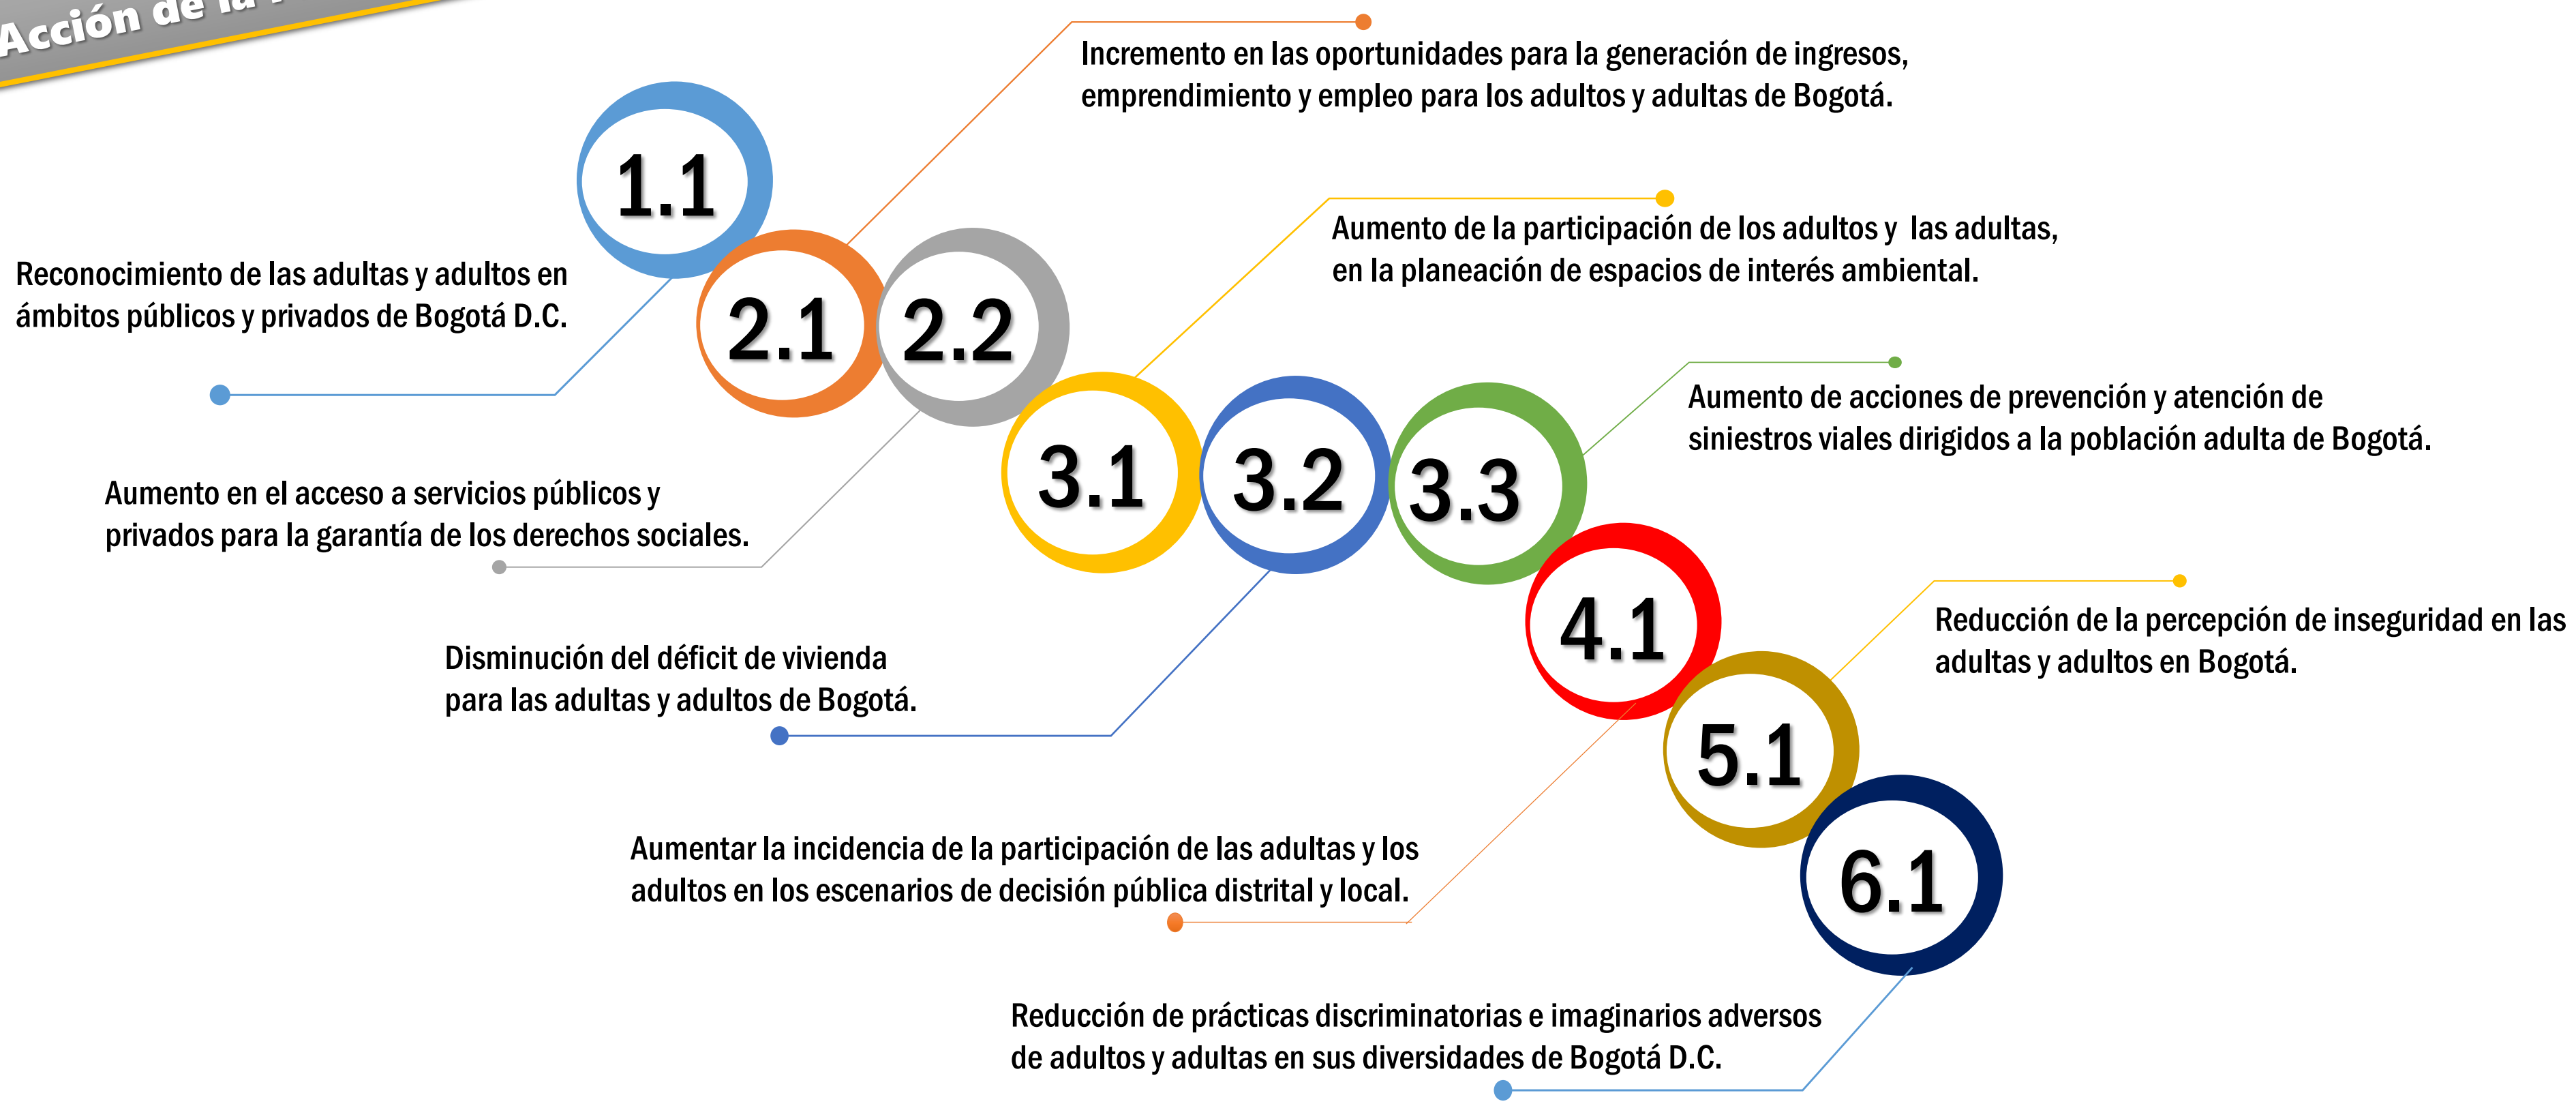 Acción de la
1.1
Reconocimiento de las adultas y adultos en
ámbitos públicos y privados de Bogotá D.C.
2.1
Incremento en las oportunidades para la generación de ingresos,
emprendimiento y empleo para los adultos y adultas de Bogotá.
2.2
Aumento en el acceso a servicios públicos y
privados para la garantía de los derechos sociales.
3.1
Aumento de la participación de los adultos y las adultas,
en la planeación de espacios de interés ambiental.
3.2
Disminución del déficit de vivienda
para las adultas y adultos de Bogotá.
3.3
Aumento de acciones de prevención y atención de
siniestros viales dirigidos a la población adulta de Bogotá.
4.1
Aumentar la incidencia de la participación de las adultas y los
adultos en los escenarios de decisión pública distrital y local.
5.1
Reducción de la percepción de inseguridad en las
adultas y adultos en Bogotá.
6.1
Reducción de prácticas discriminatorias e imaginarios adversos
de adultos y adultas en sus diversidades de Bogotá D.C.